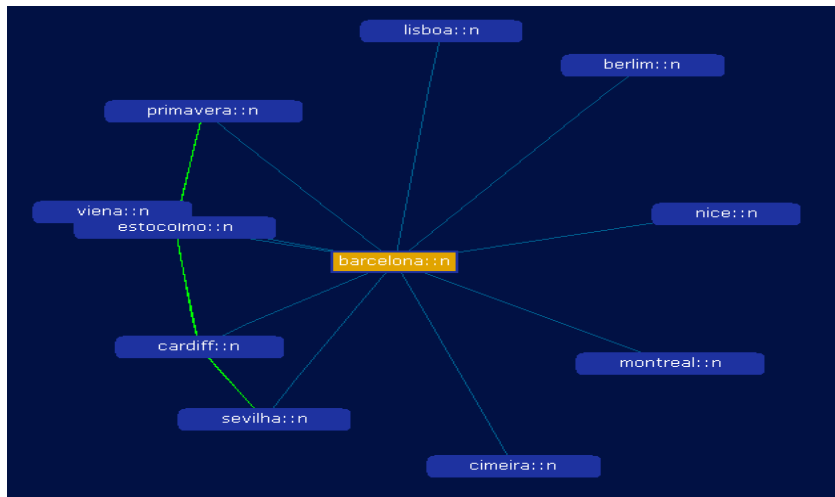 lisboa::n
berlim::n
primavera::n
viena::n
estocolmo::n
nice::n
barcelona::n
cardiff::n
montreal::n
sevilha::n
cimeira::n